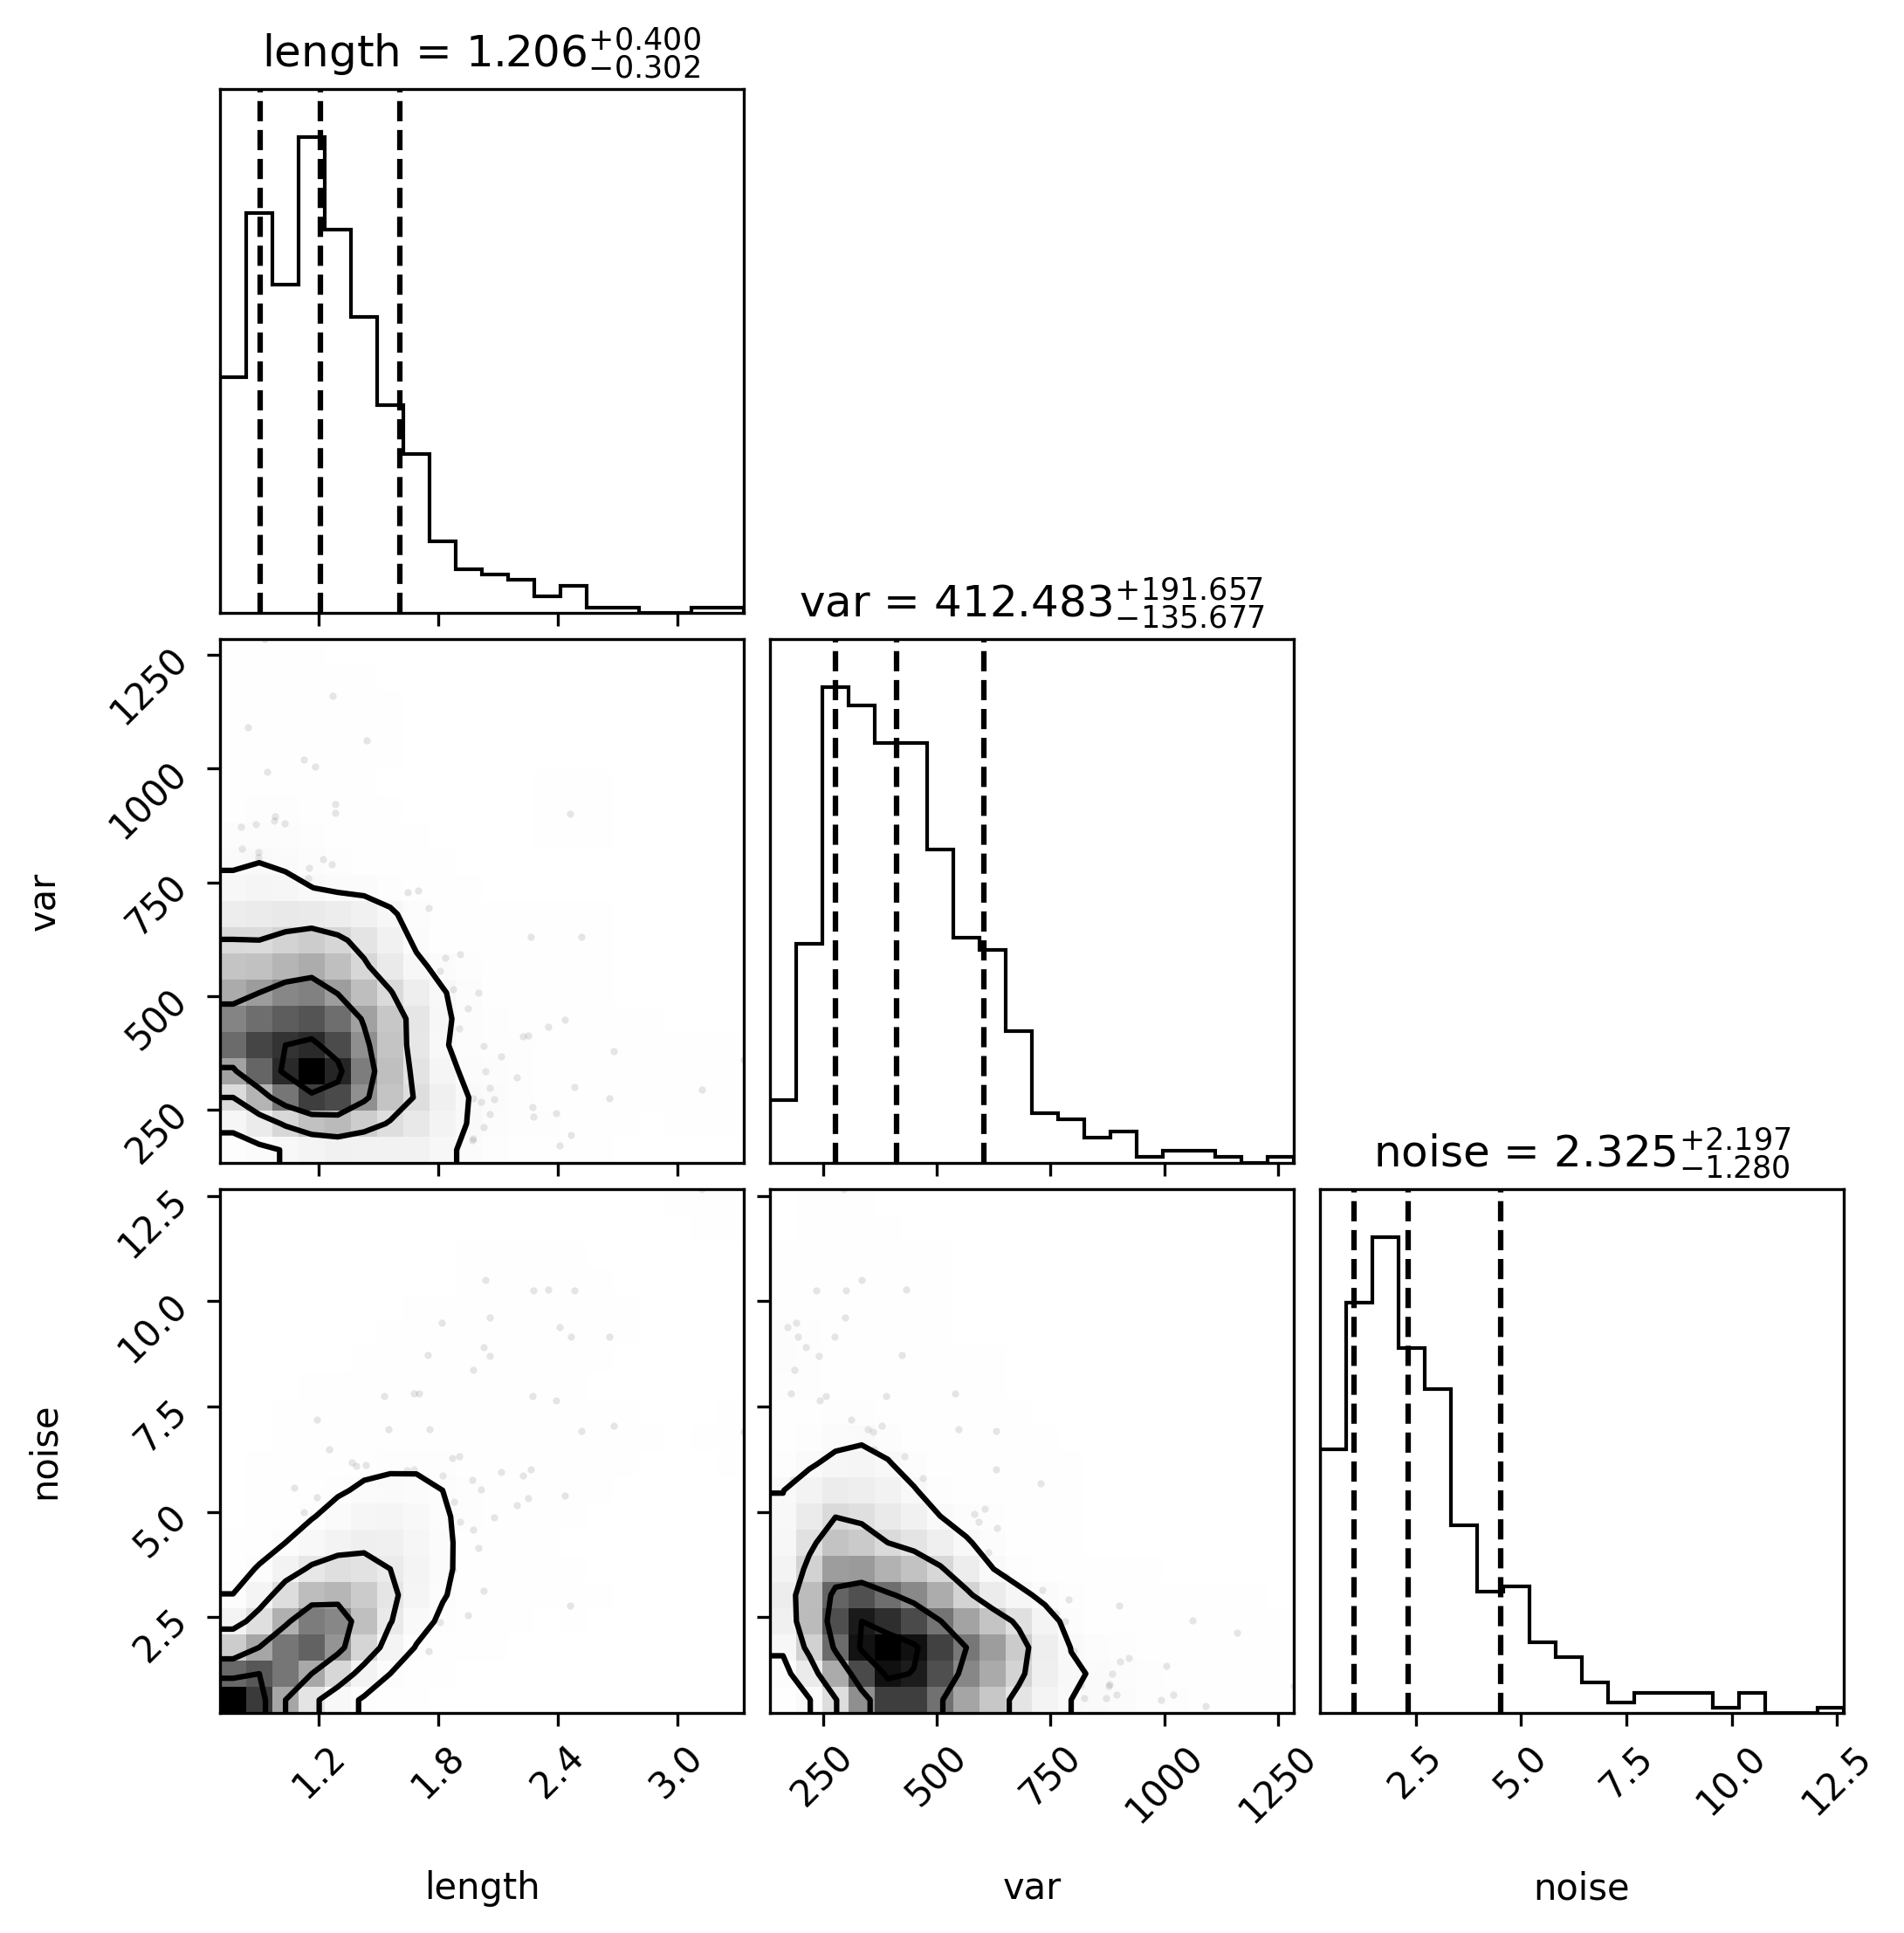 length = 1.206+0.400−0.302
1250
1000
750
500
250
var
var = 412.483+191.657−135.677
12.5
10.0
7.5
5.0
2.5
noise
noise = 2.325+2.197−1.280
1.2 1.8 2.4 3.0
250 500 750 1000 1250
2.5 5.0 7.5 10.0 12.5
length
var
noise